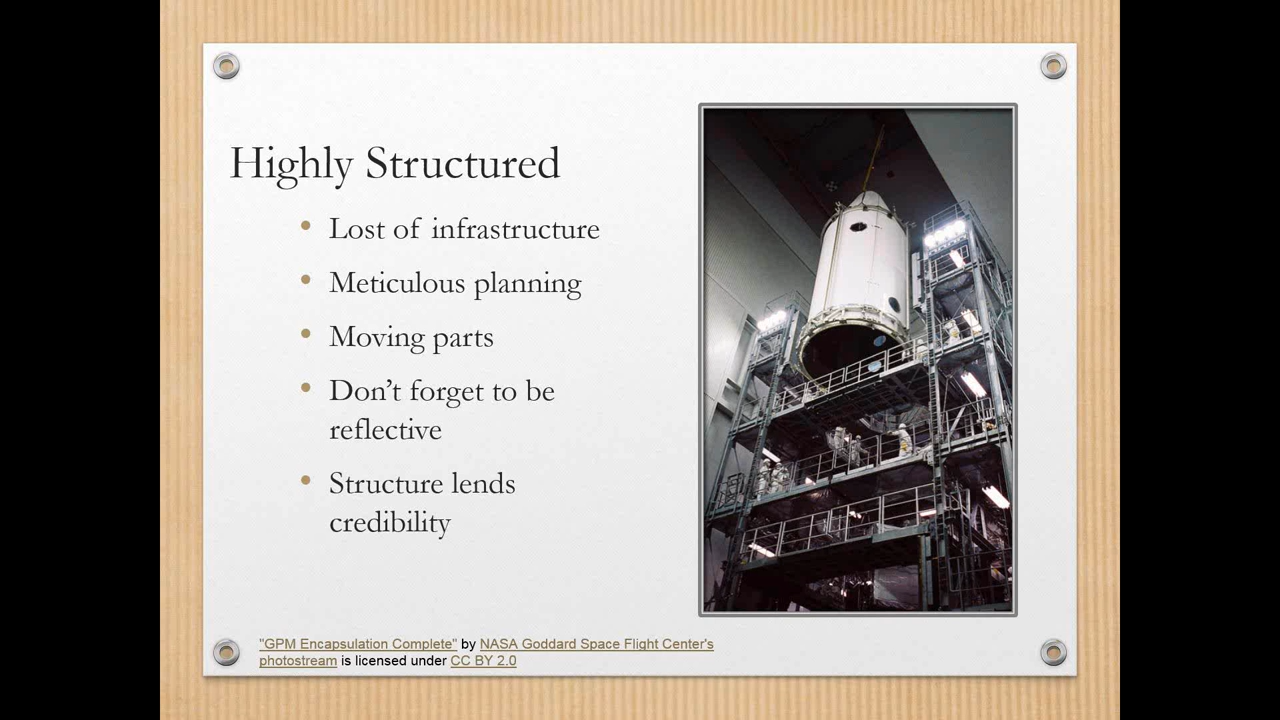 Highly Structured
• Lost of infrastructure
• Meticulous planning
• Moving parts
• Don’t forget to be
reflective
• Structure lends
credibility
"GPM Encapsulation Complete" by NASA Goddard Space Flight Center's
photostream is licensed under CC BY 2.0